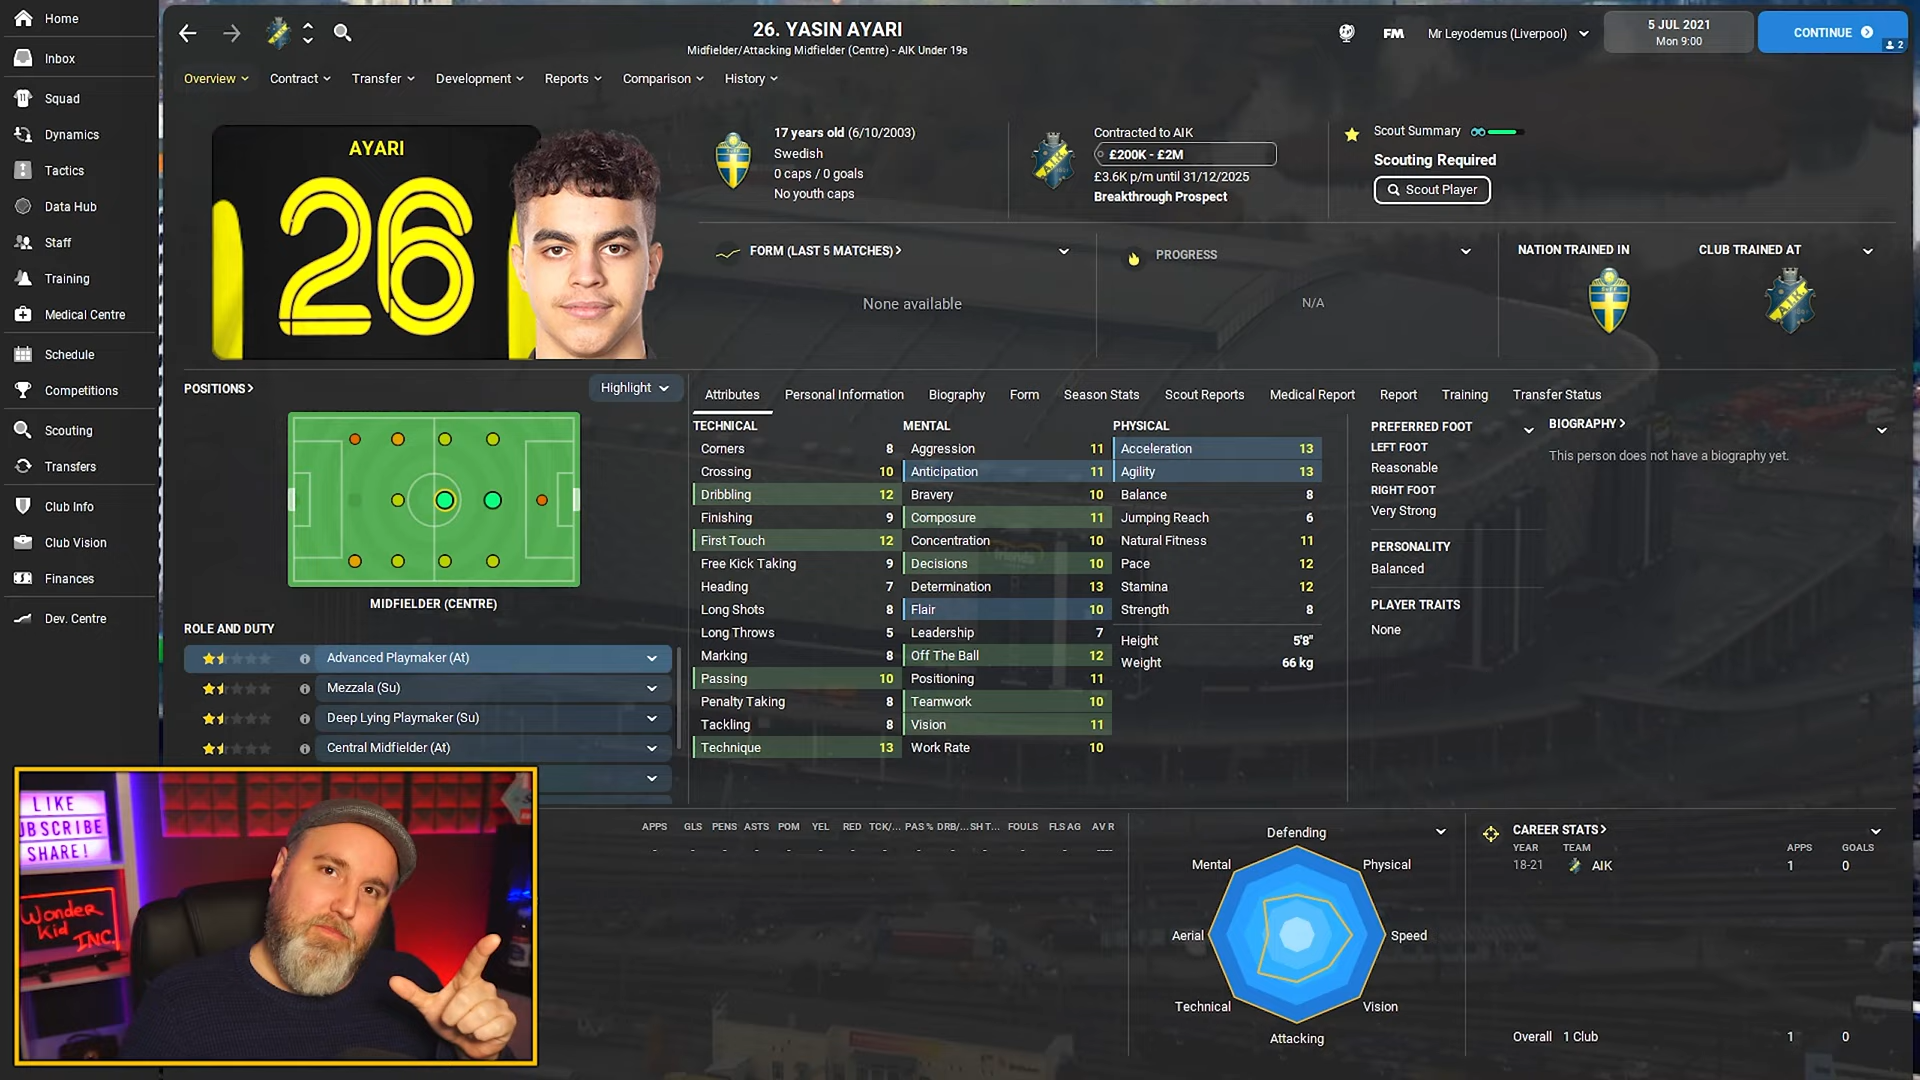 Home
Inbox
Squad
Dynamics
Tactics
Data Hub
Staff
Training
Medical Centre
Schedule
Competitions
Scouting
Transfers
Club Info
Club Vision
Finances
Dev. Centre
26. YASIN AYARI
Midfielder/Attacking Midfielder (Centre) - AIK Under 19s
FM
Mr Leyodemus (Liverpool)
5 JUL 2021
Mon 9:00
CONTINUE
2
Overview
Contract
Transfer
Development
Reports
Comparison
History
AYARI
26
17 years old (6/10/2003)
Swedish
0 caps / 0 goals
No youth caps
Contracted to AIK
£200K - £2M
£3.6K p/m until 31/12/2025
Breakthrough Prospect
Scout Summary
Scouting Required
Scout Player
FORM (LAST 5 MATCHES)
None available
PROGRESS
N/A
NATION TRAINED IN
CLUB TRAINED AT
POSITIONS
Highlight
MIDFIELDER (CENTRE)
ROLE AND DUTY
Advanced Playmaker (At)
Mezzala (Su)
Deep Lying Playmaker (Su)
Central Midfielder (At)
Attributes
Personal Information
Biography
Form
Season Stats
Scout Reports
Medical Report
Report
Training
Transfer Status
TECHNICAL
Corners 8
Crossing 10
Dribbling 12
Finishing 9
First Touch 12
Free Kick Taking 9
Heading 7
Long Shots 8
Long Throws 5
Marking 8
Passing 10
Penalty Taking 8
Tackling 8
Technique 13
MENTAL
Aggression 11
Anticipation 11
Bravery 10
Composure 11
Concentration 10
Decisions 10
Determination 13
Flair 10
Leadership 7
Off The Ball 12
Positioning 11
Teamwork 10
Vision 11
Work Rate 10
PHYSICAL
Acceleration 13
Agility 13
Balance 8
Jumping Reach 6
Natural Fitness 11
Pace 12
Stamina 12
Strength 8
Height 5'8"
Weight 66 kg
PREFERRED FOOT
LEFT FOOT
Reasonable
RIGHT FOOT
Very Strong
PERSONALITY
Balanced
PLAYER TRAITS
None
BIOGRAPHY
This person does not have a biography yet.
LIKE
UBSCRIBE
SHARE!
Wonder
Kid
INC.
APPS GLS PENS ASTS POM YEL RED TCK/... PAS % DRB/... SH T... FOULS FLS AG AV R
Defending
Physical
Speed
Vision
Attacking
Technical
Aerial
Mental
CAREER STATS
YEAR TEAM APPS GOALS
18-21 AIK 1 0
Overall 1 Club 1 0